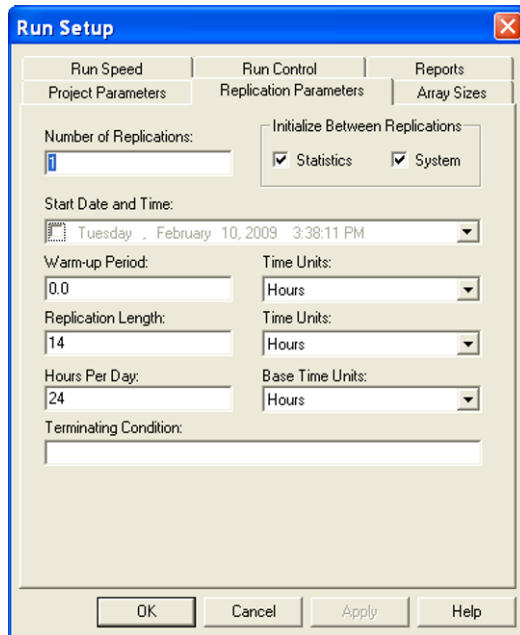 Run Setup
Run Speed Run Control Reports
Project Parameters Replication Parameters Array Sizes
Number of Replications:
1
Initialize Between Replications
Statistics System
Start Date and Time:
Tuesday , February 10, 2009 3:38:11 PM
Warm-up Period: Time Units:
0.0 Hours
Replication Length: Time Units:
14 Hours
Hours Per Day: Base Time Units:
24 Hours
Terminating Condition:
OK Cancel Apply Help